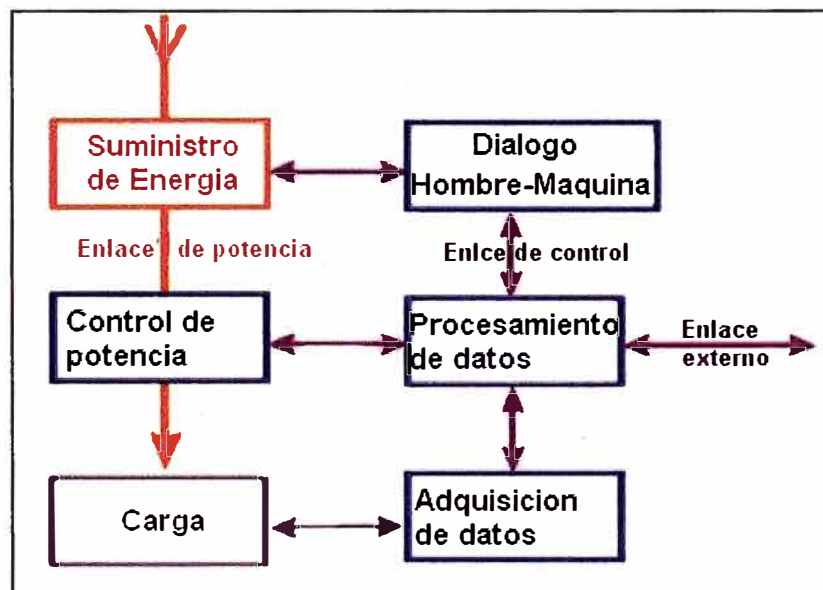 Suministro
de Energia
Dialogo
Hombre-Maquina
Enlace de potencia
Enlce de control
Control de
potencia
Procesamiento
de datos
Enlace
externo
Carga
Adquisicion
de datos